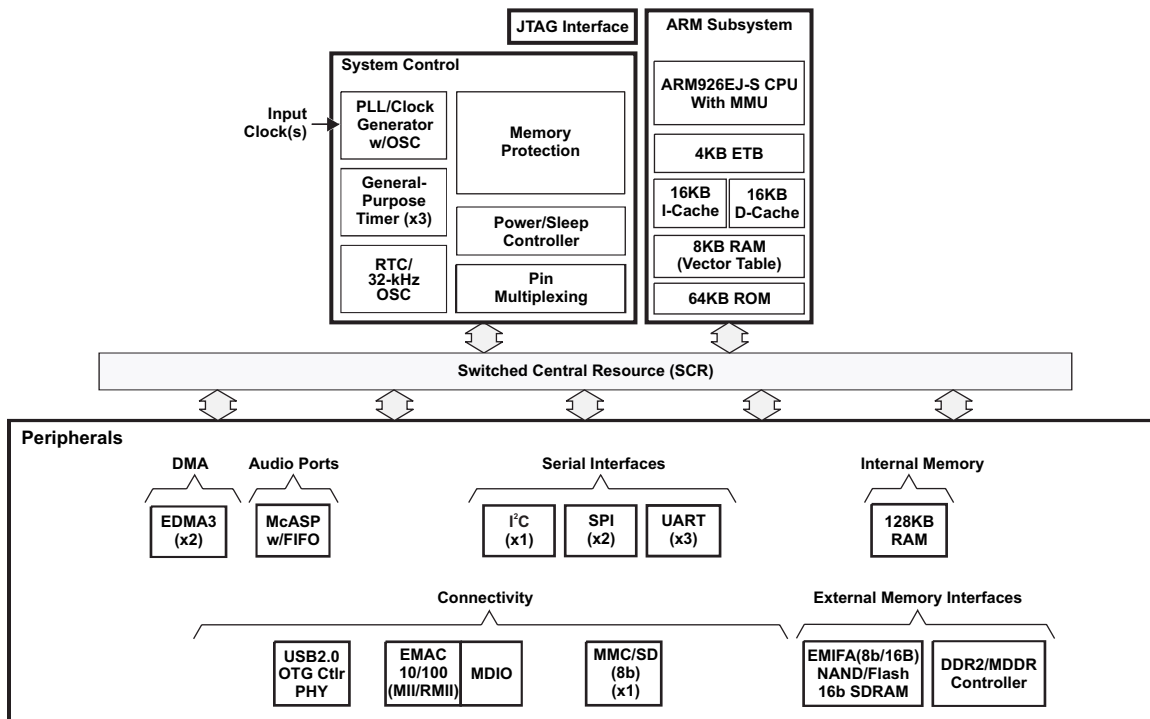 JTAG Interface
ARM Subsystem
System Control
Input
Clock(s)
PLL/Clock
Generator
w/OSC
General-
Purpose
Timer (x3)
RTC/
32-kHz
OSC
Memory
Protection
Power/Sleep
Controller
Pin
Multiplexing
ARM926EJ-S CPU
With MMU
4KB ETB
16KB
I-Cache
16KB
D-Cache
8KB RAM
(Vector Table)
64KB ROM
Switched Central Resource (SCR)
Peripherals
DMA
EDMA3
(x2)
Audio Ports
McASP
w/FIFO
Serial Interfaces
I²C
(x1)
SPI
(x2)
UART
(x3)
Internal Memory
128KB
RAM
Connectivity
USB2.0
OTG Ctlr
PHY
EMAC
10/100
(MII/RMII)
MDIO
MMC/SD
(8b)
(x1)
External Memory Interfaces
EMIFA(8b/16B)
NAND/Flash
16b SDRAM
DDR2/MDDR
Controller